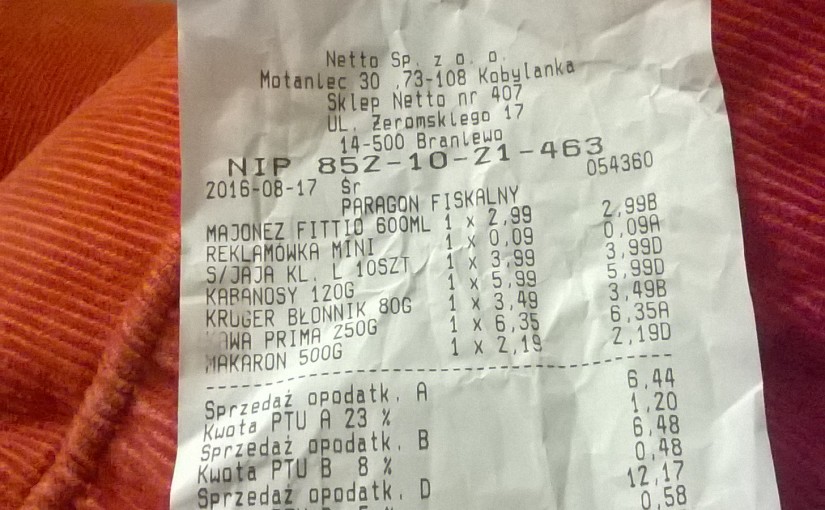 Netto Sp. z o. o.
Motaniec 30 ,73-108 Kobylanka
Sklep Netto nr 407
UL. Żeromskiego 17
14-500 Braniewo
NIP 852-10-21-463
2016-08-17 Śr 054360
PARAGON FISKALNY
MAJONEZ FITTIO 600ML 1 x 2,99 2,99B
REKLAMÓWKA MINI 1 x 0,09 0,09A
S/JAJA KL. L 10SZT 1 x 3,99 3,99D
KABANOSY 120G 1 x 5,99 5,99D
KRUGER BŁONNIK 80G 1 x 3,49 3,49B
KAWA PRIMA 250G 1 x 6,35 6,35A
MAKARON 500G 1 x 2,19 2,19D
Sprzedaż opodatk. A 6,44
Kwota PTU A 23 % 1,20
Sprzedaż opodatk. B 6,48
Kwota PTU B 8 % 0,48
Sprzedaż opodatk. D 12,17
0,58